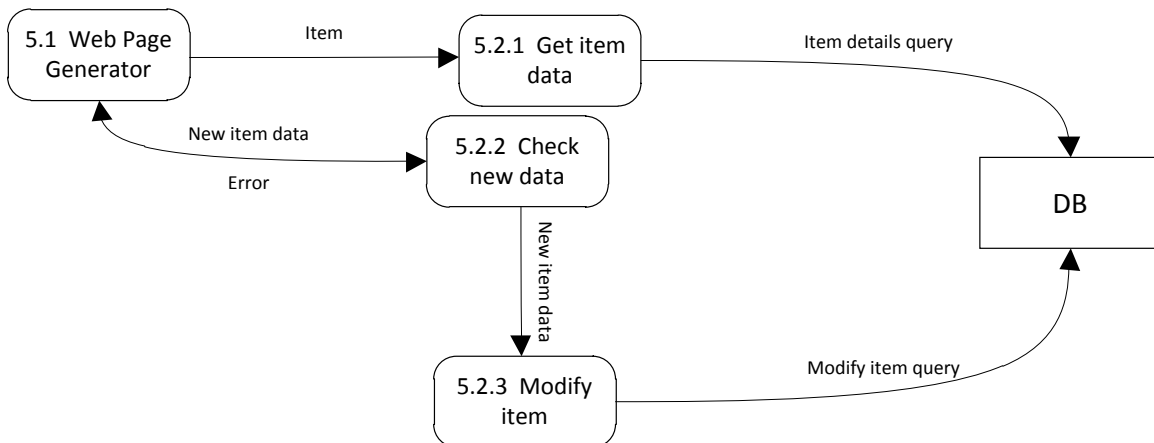 5.1 Web Page
Generator
Item
5.2.1 Get item
data
Item details query
New item data
Error
5.2.2 Check
new data
DB
New item data
5.2.3 Modify
item
Modify item query